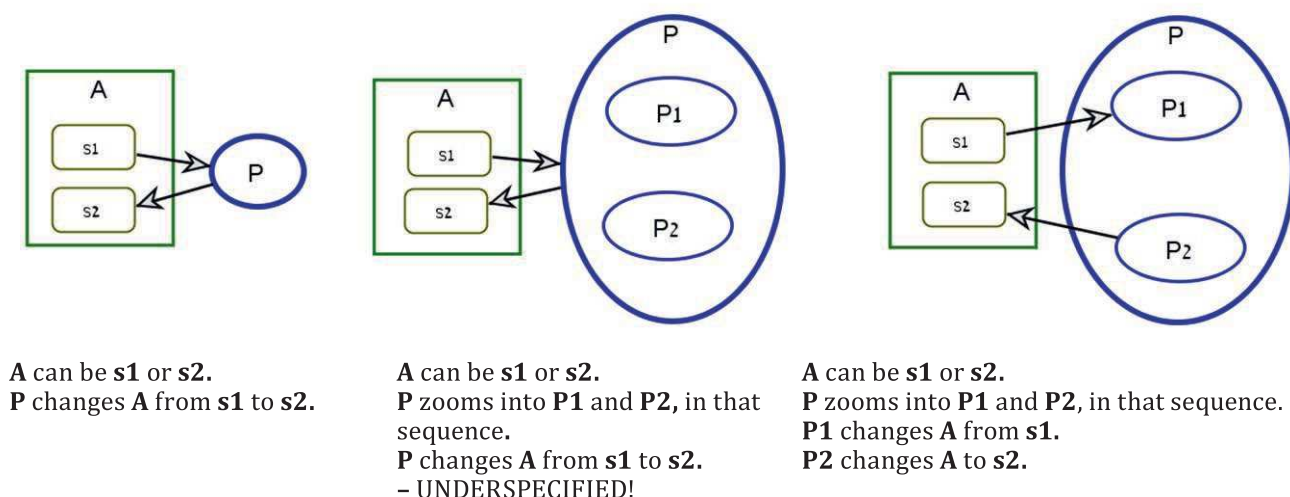 A
s1
s2
P
A
s1
s2
P
P1
P2
A
s1
s2
P
P1
P2
A can be s1 or s2.
P changes A from s1 to s2.
A can be s1 or s2.
P zooms into P1 and P2, in that
sequence.
P changes A from s1 to s2.
– UNDERSPECIFIED!
A can be s1 or s2.
P zooms into P1 and P2, in that sequence.
P1 changes A from s1.
P2 changes A to s2.